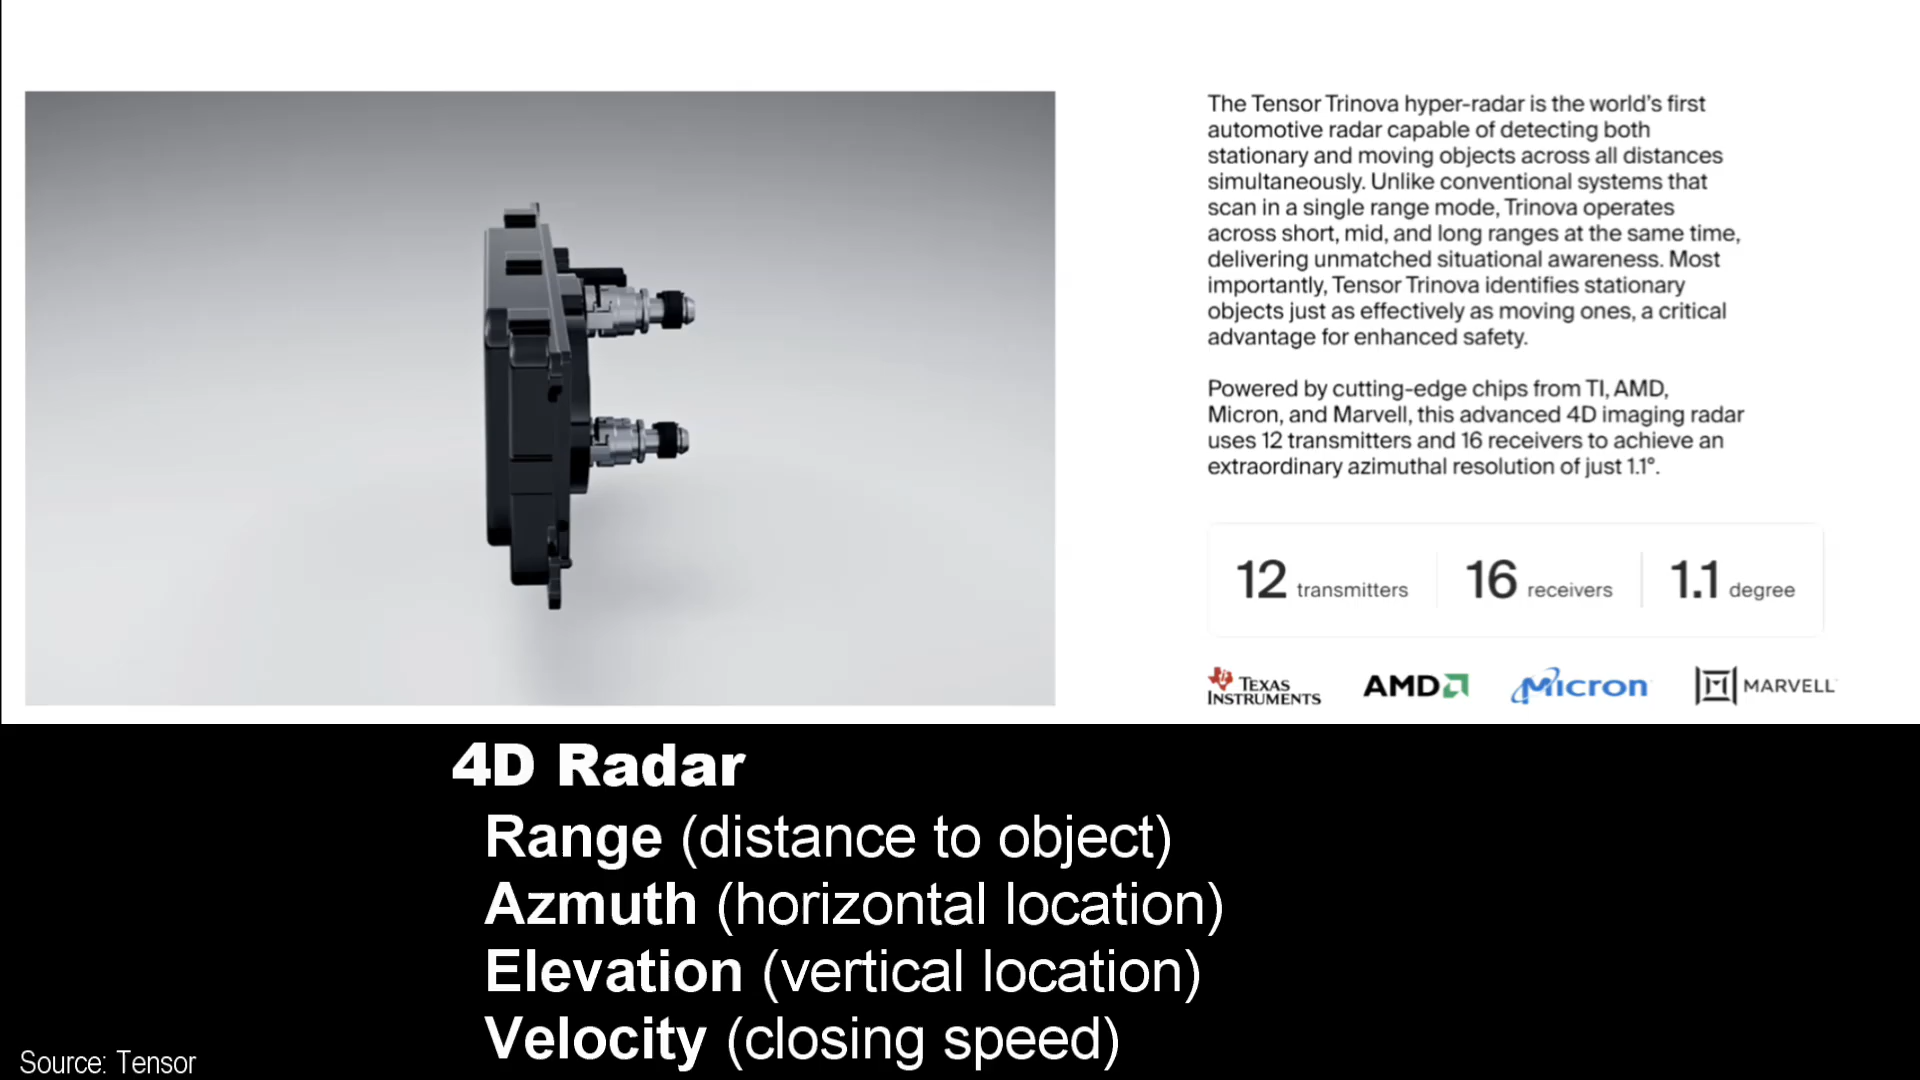 The Tensor Trinova hyper-radar is the world's first
automotive radar capable of detecting both
stationary and moving objects across all distances
simultaneously. Unlike conventional systems that
scan in a single range mode, Trinova operates
across short, mid, and long ranges at the same time,
delivering unmatched situational awareness. Most
importantly, Tensor Trinova identifies stationary
objects just as effectively as moving ones, a critical
advantage for enhanced safety.
Powered by cutting-edge chips from TI, AMD,
Micron, and Marvell, this advanced 4D imaging radar
uses 12 transmitters and 16 receivers to achieve an
extraordinary azimuthal resolution of just 1.1°.
12 transmitters 16 receivers 1.1 degree
TEXAS INSTRUMENTS AMD Micron MARVELL
4D Radar
Range (distance to object)
Azmuth (horizontal location)
Elevation (vertical location)
Velocity (closing speed)
Source: Tensor